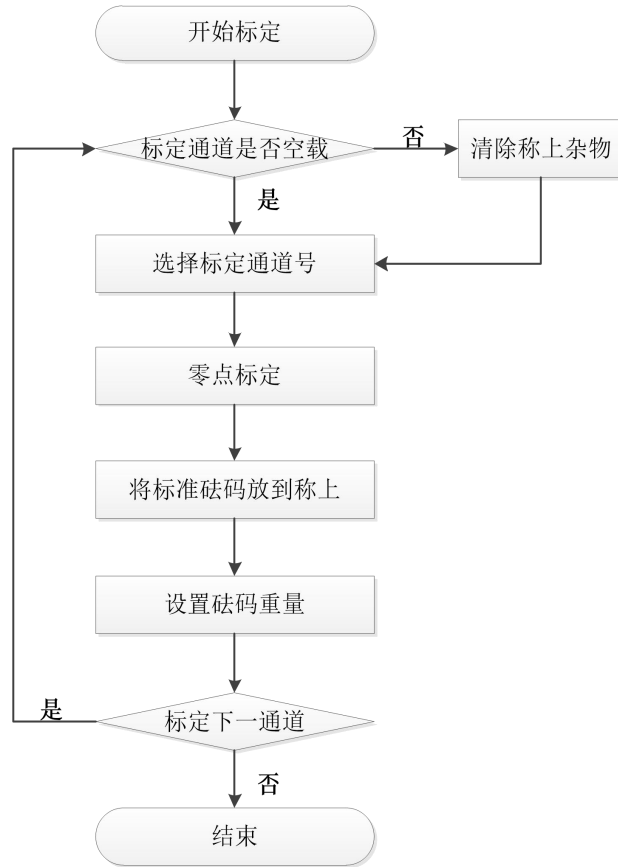 开始标定
标定通道是否空载
否
清除称上杂物
是
选择标定通道号
零点标定
将标准砝码放到称上
设置砝码重量
是
标定下一通道
否
结束